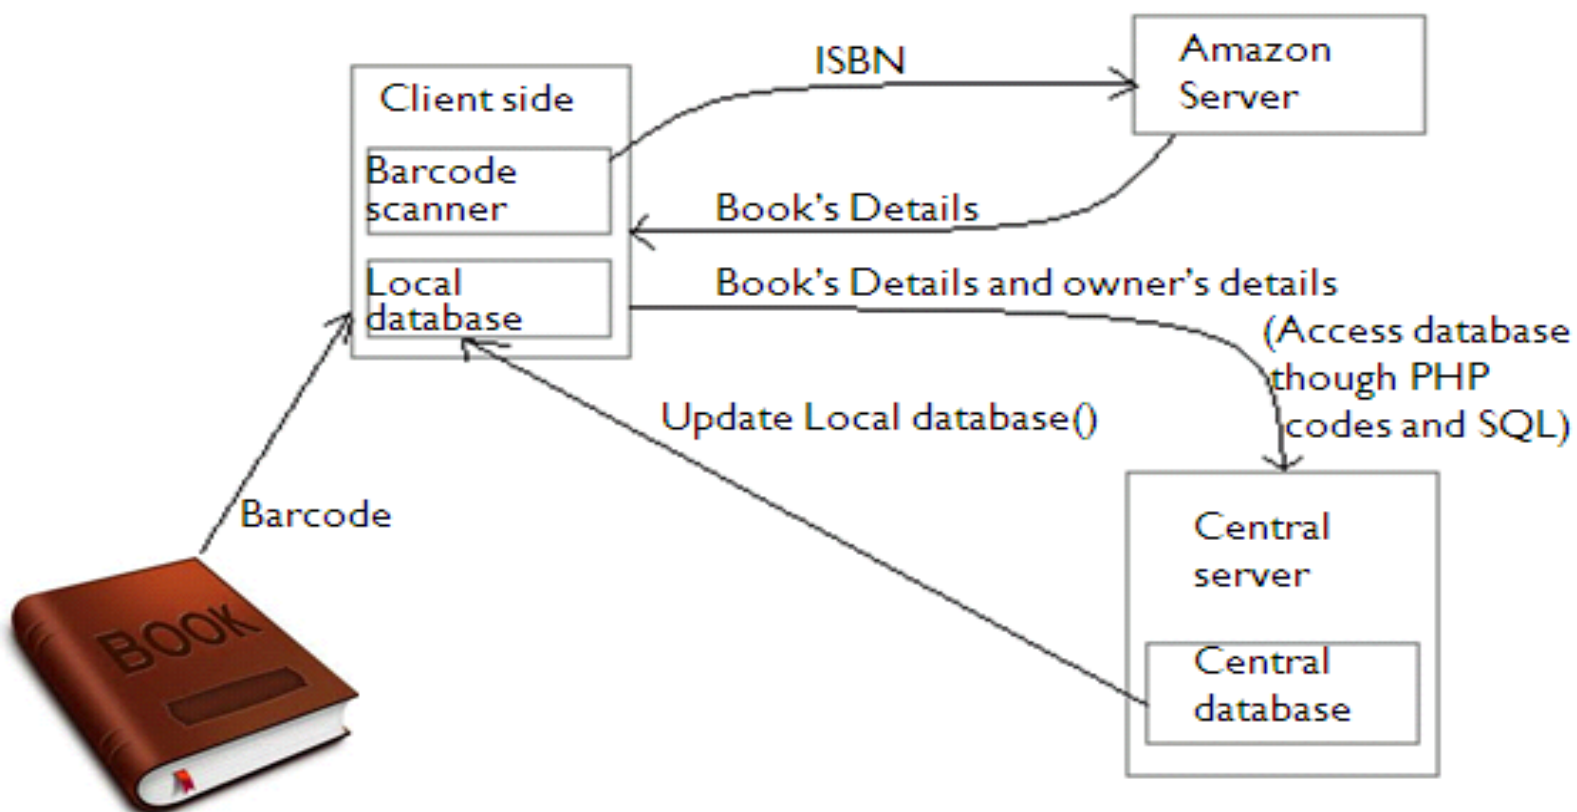 ISBN
Amazon
Server
Client side
Barcode
scanner
Book's Details
Local
database
Book's Details and owner's details
(Access database
though PHP
codes and SQL)
Update Local database()
Barcode
Central
server
BOOK
Central
database